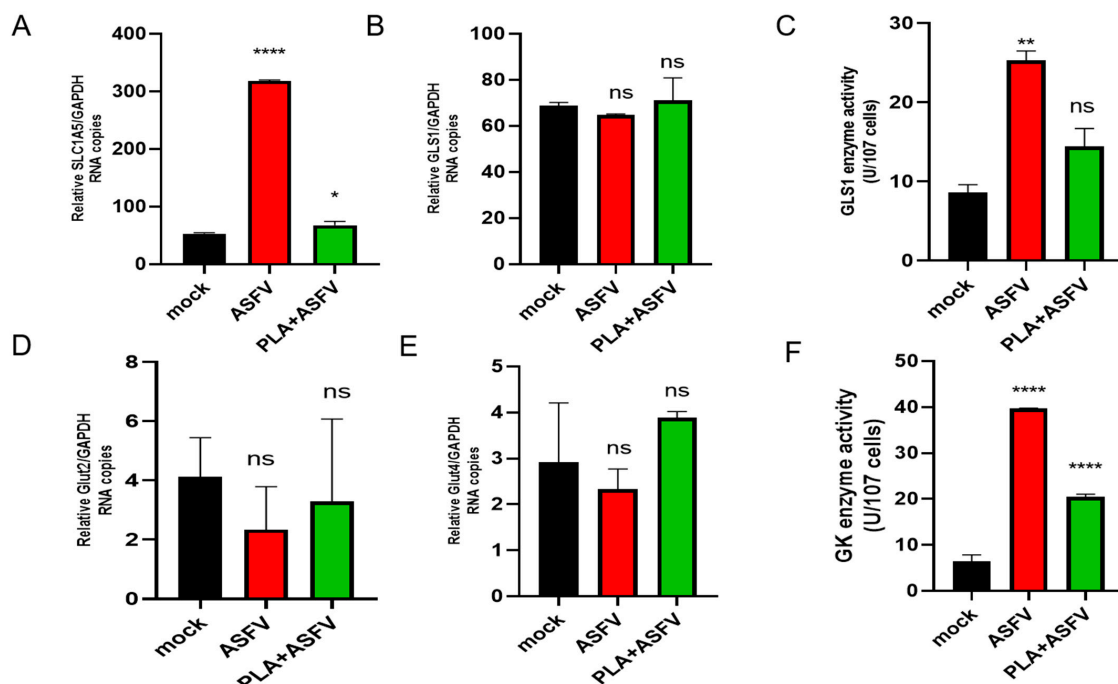 A
Relative SLC1A5/GAPDH
RNA copies
400
300
200
100
0
****
*
mock
ASFV
PLA+ASFV
B
Relative GLS1/GAPDH
RNA copies
100
80
60
40
20
0
ns
ns
mock
ASFV
PLA+ASFV
C
GLS1 enzyme activity
(U/107 cells)
30
20
10
0
**
ns
mock
ASFV
PLA+ASFV
D
Relative Glut2/GAPDH
RNA copies
8
6
4
2
0
ns
ns
mock
ASFV
PLA+ASFV
E
Relative Glut4/GAPDH
RNA copies
5
4
3
2
1
0
ns
ns
mock
ASFV
PLA+ASFV
F
GK enzyme activity
(U/107 cells)
50
40
30
20
10
0
****
****
mock
ASFV
PLA+ASFV